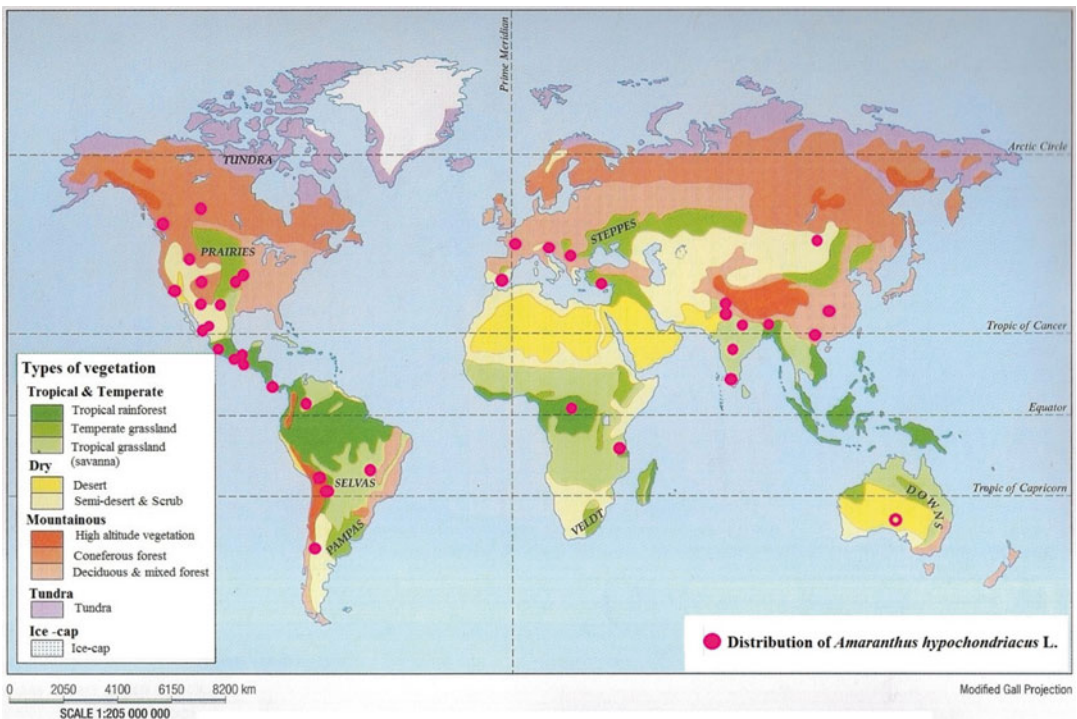 Prime Meridian
Arctic Circle
TUNDRA
PRAIRIES
STEPPES
Tropic of Cancer
Equator
SELVAS
Tropic of Capricorn
PAMPAS
VELDT
DOWNS
Types of vegetation
Tropical & Temperate
Tropical rainforest
Temperate grassland
Tropical grassland
(savanna)
Dry
Desert
Semi-desert & Scrub
Mountainous
High altitude vegetation
Coneferous forest
Deciduous & mixed forest
Tundra
Tundra
Ice -cap
Ice-cap
Distribution of Amaranthus hypochondriacus L.
0 2050 4100 6150 8200 km
SCALE 1:205 000 000
Modified Gall Projection